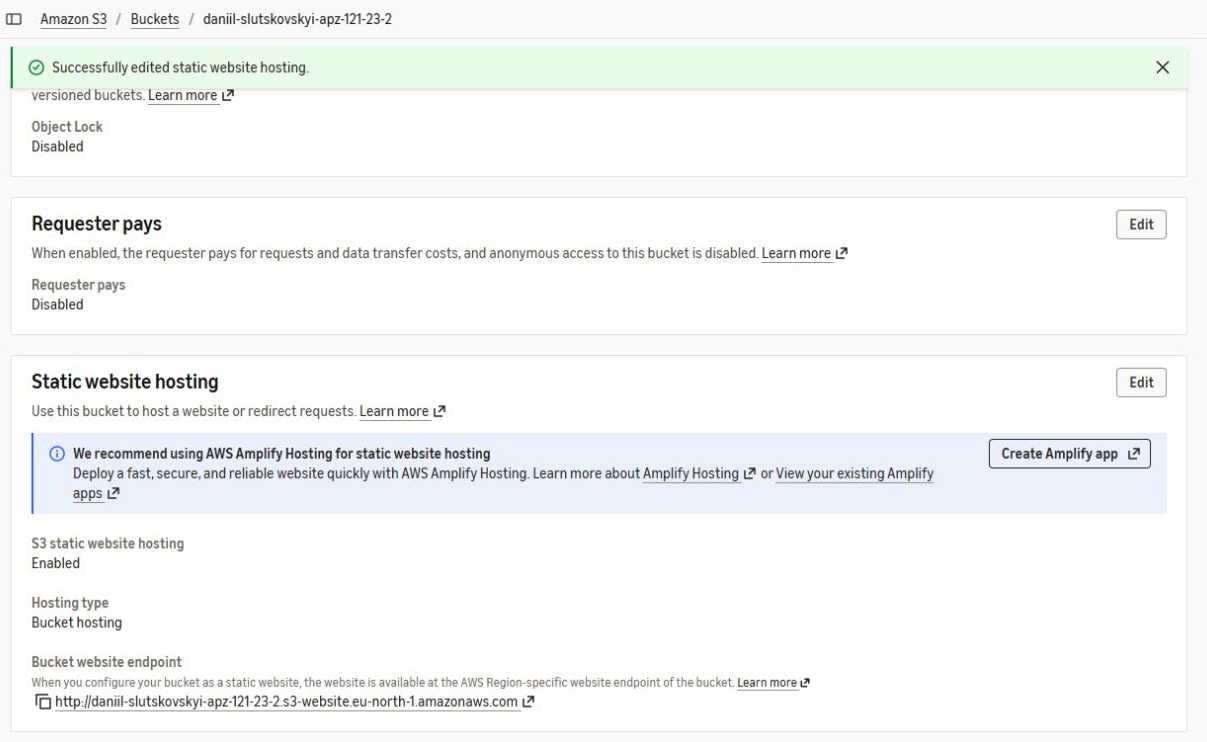 Amazon S3 / Buckets / daniil-slutskovskyi-apz-121-23-2
Successfully edited static website hosting.
versioned buckets. Learn more
Object Lock
Disabled
Requester pays
Edit
When enabled, the requester pays for requests and data transfer costs, and anonymous access to this bucket is disabled. Learn more
Requester pays
Disabled
Static website hosting
Edit
Use this bucket to host a website or redirect requests. Learn more
We recommend using AWS Amplify Hosting for static website hosting
Create Amplify app
Deploy a fast, secure, and reliable website quickly with AWS Amplify Hosting. Learn more about Amplify Hosting or View your existing Amplify
apps
S3 static website hosting
Enabled
Hosting type
Bucket hosting
Bucket website endpoint
When you configure your bucket as a static website, the website is available at the AWS Region-specific website endpoint of the bucket. Learn more
http://daniil-slutskovskyi-apz-121-23-2.s3-website.eu-north-1.amazonaws.com